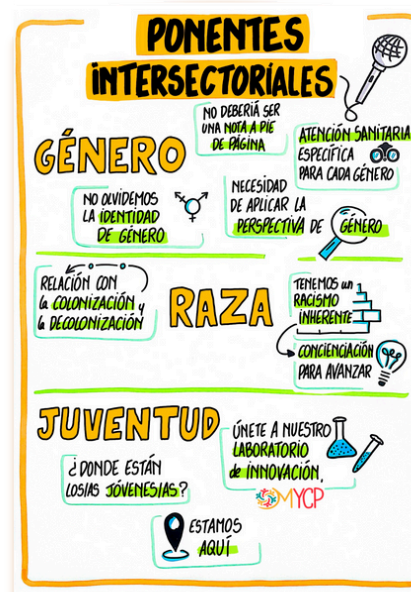 PONENTES
INTERSECTORIALES
GÉNERO
NO DEBERIÁ SER
UNA NOTA A PIE
DE PÁGINA
ATENCIÓN SANITARIA
ESPECÍFICA
PARA CADA GÉNERO
NO OLVIDEMOS
LA IDENTIDAD
DE GÉNERO
NECESIDAD
DE APLICAR LA
PERSPECTIVA DE GÉNERO
RELACIÓN CON
la COLONIZACIÓN y
la DECOLONIZACIÓN
RAZA
TENEMOS un
RACISMO
INHERENTE
CONCIENCIACIÓN
PARA AVANZAR
JUVENTUD
¿DONDE ESTÁN
LOS/AS JÓVENES/AS?
ÚNETE A NUESTRO
LABORATORIO
de INNOVACIÓN,
MYCP
ESTAMOS
AQUÍ